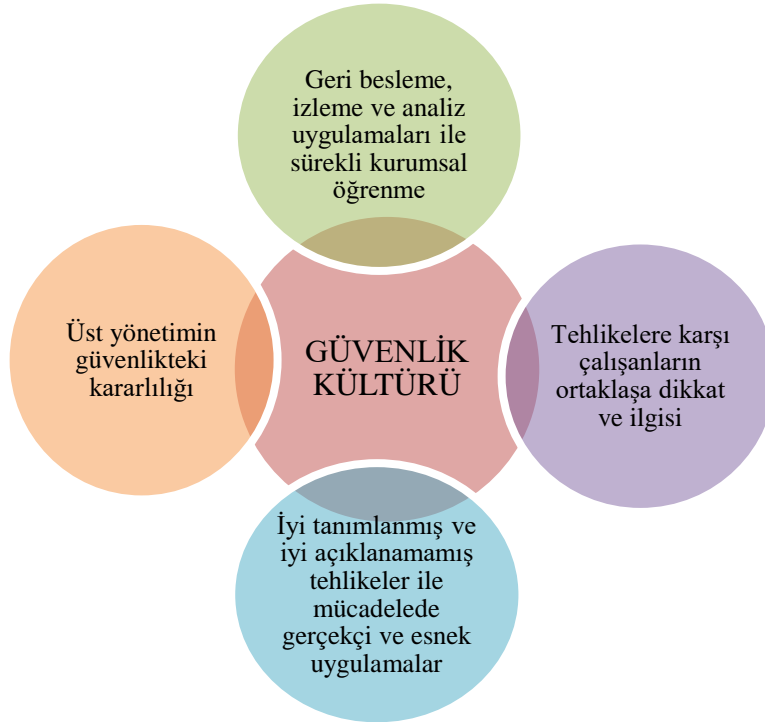 Geri besleme,
izleme ve analiz
uygulamaları ile
sürekli kurumsal
öğrenme
Üst yönetimin
güvenlikteki
kararlılığı
GÜVENLİK
KÜLTÜRÜ
Tehlikelere karşı
çalışanların
ortaklaşa dikkat
ve ilgisi
İyi tanımlanmış ve
iyi açıklanamamış
tehlikeler ile
mücadelede
gerçekçi ve esnek
uygulamalar